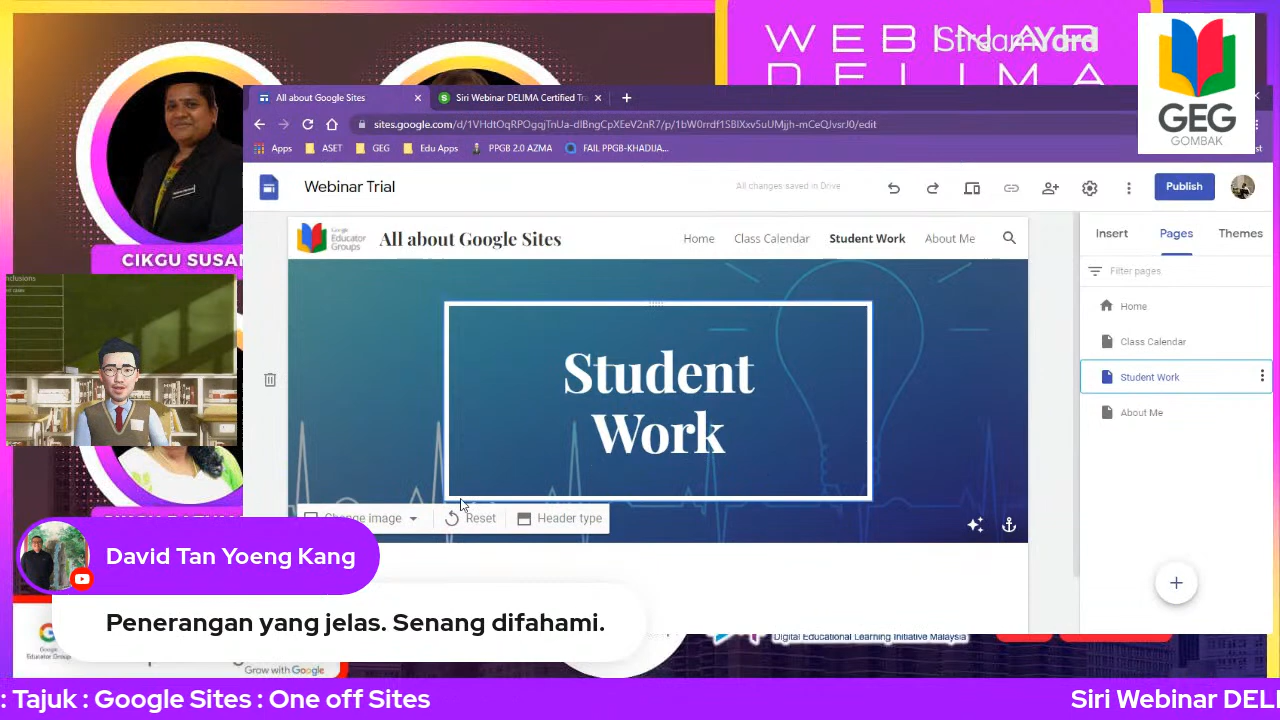 WEBINAR
DELIMA
StreamYard
GEG
GOMBAK
CIKGU SUSAN
All about Google Sites
Siri Webinar DELIMA Certified Tr
sites.google.com/d/1VHdtOqRPOgqjTnUa-dIBngCpXEeV2nR7/p/1bW0rrdf1SBlXxv5uUMjjh-mCeQJvsrJ0/edit
Apps
ASET
GEG
Edu Apps
PPGB 2.0 AZMA
FAIL PPGB-KHADIJA...
Webinar Trial
All changes saved in Drive
Publish
Google
Educator
Groups
All about Google Sites
Home
Class Calendar
Student Work
About Me
Insert
Pages
Themes
Filter pages
Home
Class Calendar
Student Work
About Me
Student
Work
Change image
Reset
Header type
David Tan Yoeng Kang
Penerangan yang jelas. Senang difahami.
Google
Educator Group
Grow with Google
Digital Educational Learning Initiative Malaysia
: Tajuk : Google Sites : One off Sites
Siri Webinar DELI